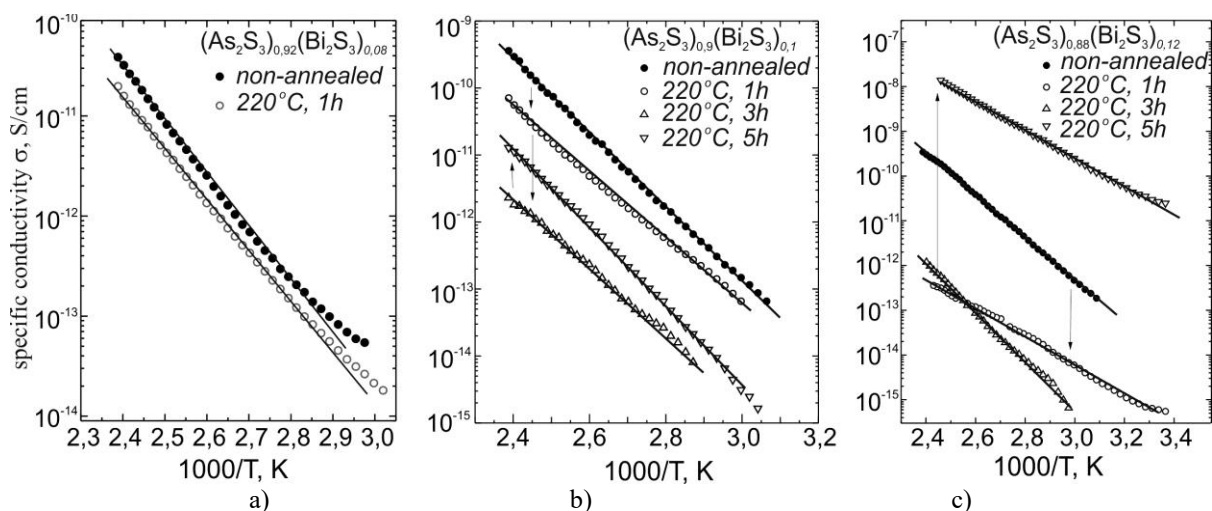 (As₂S₃)₀,₉₂(Bi₂S₃)₀,₀₈
● non-annealed
○ 220°C, 1h
10⁻¹⁰
10⁻¹¹
10⁻¹²
10⁻¹³
10⁻¹⁴
specific conductivity σ, S/cm
2,3 2,4 2,5 2,6 2,7 2,8 2,9 3,0
1000/T, K
a)
(As₂S₃)₀,₉(Bi₂S₃)₀,₁
● non-annealed
○ 220°C, 1h
△ 220°C, 3h
▽ 220°C, 5h
10⁻⁹
10⁻¹⁰
10⁻¹¹
10⁻¹²
10⁻¹³
10⁻¹⁴
10⁻¹⁵
2,4 2,6 2,8 3,0 3,2
1000/T, K
b)
(As₂S₃)₀,₈₈(Bi₂S₃)₀,₁₂
● non-annealed
○ 220°C, 1h
△ 220°C, 3h
▽ 220°C, 5h
10⁻⁷
10⁻⁸
10⁻⁹
10⁻¹⁰
10⁻¹¹
10⁻¹²
10⁻¹³
10⁻¹⁴
10⁻¹⁵
2,4 2,6 2,8 3,0 3,2 3,4
1000/T, K
c)